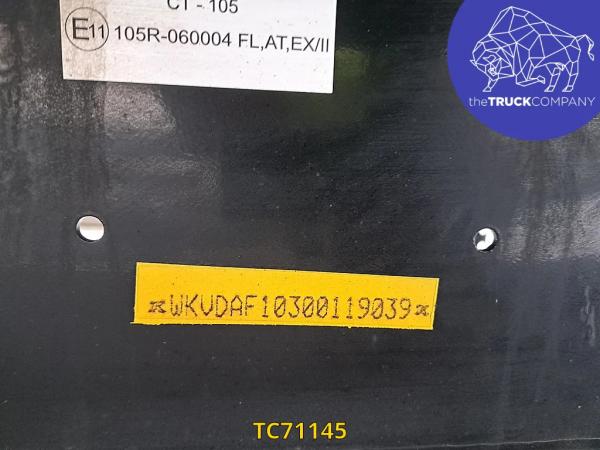 CT - 105
E11 105R-060004 FL,AT,EX/II
theTRUCKCOMPANY
WKVDAF10300119039
TC71145